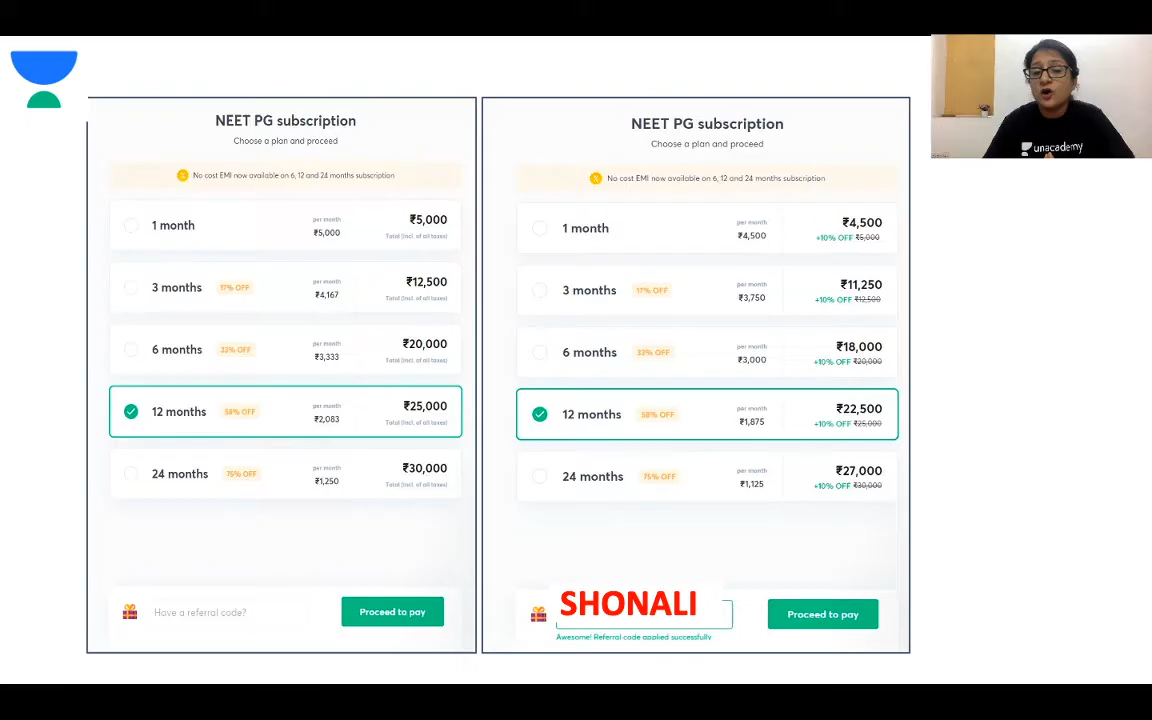 NEET PG subscription
Choose a plan and proceed
No cost EMI now available on 6, 12 and 24 months subscription
1 month per month ₹5,000 ₹5,000 Total (Incl. of all taxes)
3 months 17% OFF per month ₹4,167 ₹12,500 Total (Incl. of all taxes)
6 months 33% OFF per month ₹3,333 ₹20,000 Total (Incl. of all taxes)
12 months 58% OFF per month ₹2,083 ₹25,000 Total (Incl. of all taxes)
24 months 75% OFF per month ₹1,250 ₹30,000 Total (Incl. of all taxes)
Have a referral code? Proceed to pay
NEET PG subscription
Choose a plan and proceed
No cost EMI now available on 6, 12 and 24 months subscription
1 month per month ₹4,500 ₹4,500 +10% OFF ₹5,000
3 months 17% OFF per month ₹3,750 ₹11,250 +10% OFF ₹12,500
6 months 33% OFF per month ₹3,000 ₹18,000 +10% OFF ₹20,000
12 months 58% OFF per month ₹1,875 ₹22,500 +10% OFF ₹25,000
24 months 75% OFF per month ₹1,125 ₹27,000 +10% OFF ₹30,000
SHONALI Proceed to pay
Awesome! Referral code applied successfully
unacademy